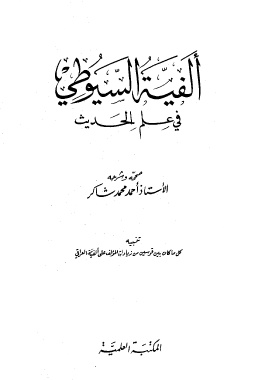 ألفية السيوطي
في علم الحديث
صححه وشرحه
الأستاذ أحمد محمد شاكر
تنبيه
كل ما كان بين قوسين من زيادات المؤلف على ألفية العراقي
المكتبة العلمية